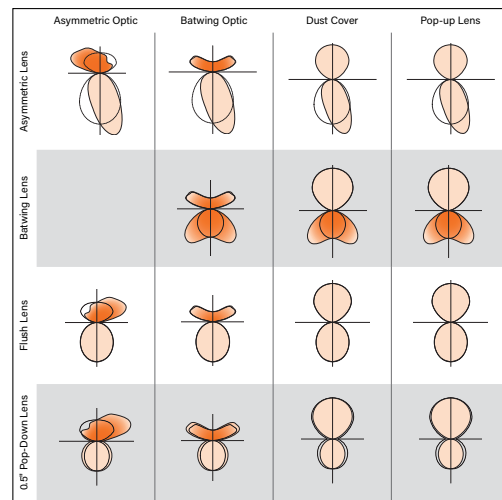 Asymmetric Optic
Batwing Optic
Dust Cover
Pop-up Lens
Asymmetric Lens
Batwing Lens
Flush Lens
0.5" Pop-Down Lens